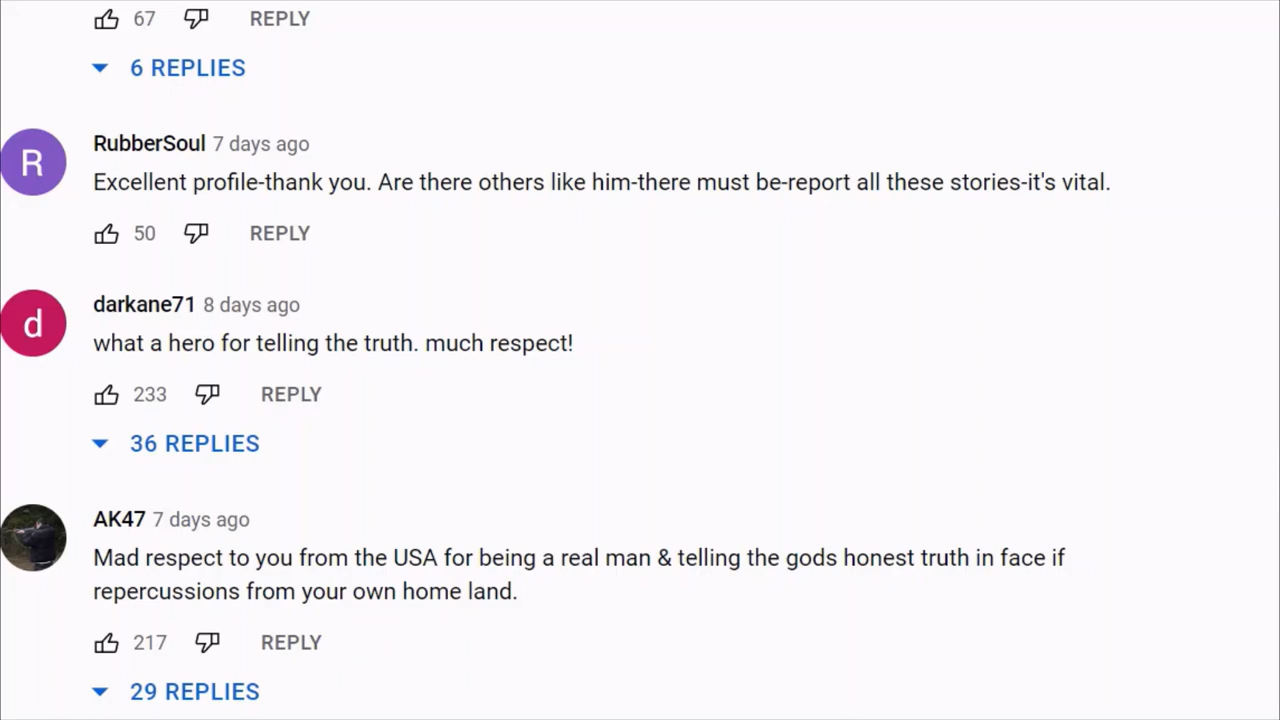 67 REPLY
6 REPLIES
R
RubberSoul 7 days ago
Excellent profile-thank you. Are there others like him-there must be-report all these stories-it's vital.
50 REPLY
d
darkane71 8 days ago
what a hero for telling the truth. much respect!
233 REPLY
36 REPLIES
AK47 7 days ago
Mad respect to you from the USA for being a real man & telling the gods honest truth in face if
repercussions from your own home land.
217 REPLY
29 REPLIES